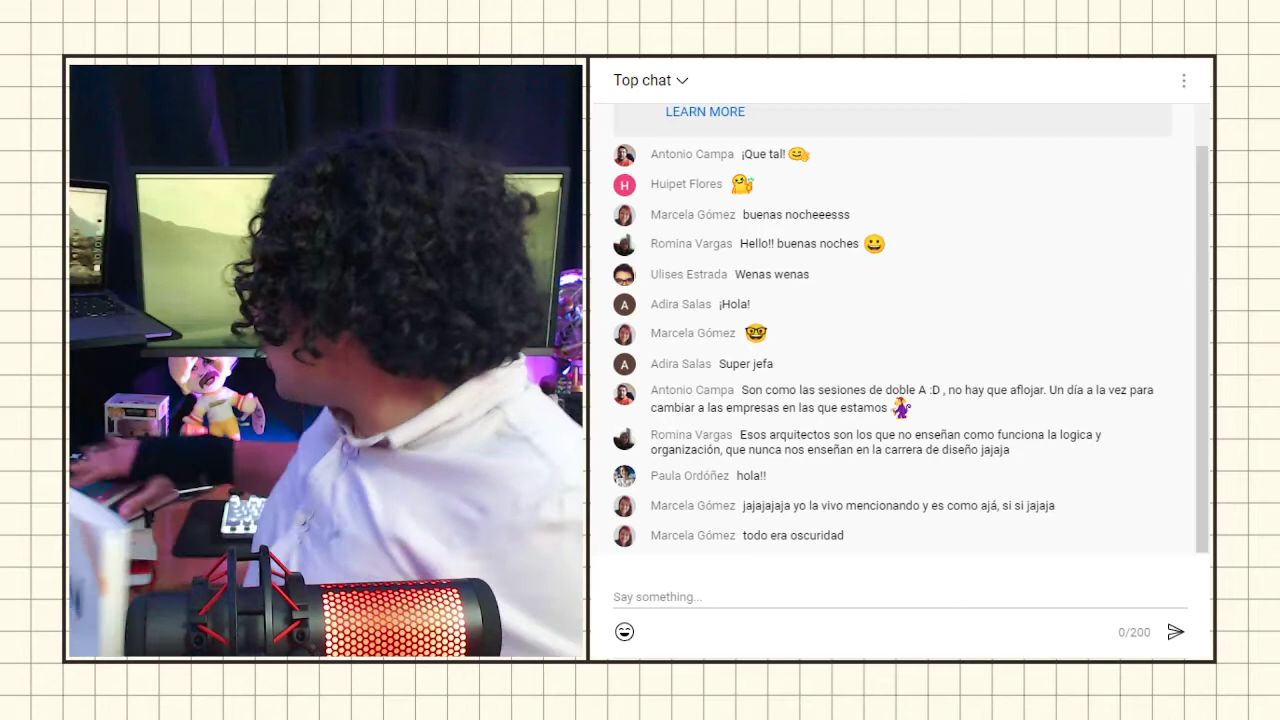 Top chat
LEARN MORE
Antonio Campa ¡Que tal!
Huipet Flores
H
Marcela Gómez buenas nocheeesss
Romina Vargas Hello!! buenas noches
Ulises Estrada Wenas wenas
A
Adira Salas ¡Hola!
Marcela Gómez
A
Adira Salas Super jefa
Antonio Campa Son como las sesiones de doble A :D , no hay que aflojar. Un día a la vez para
cambiar a las empresas en las que estamos
Romina Vargas Esos arquitectos son los que no enseñan como funciona la logica y
organización, que nunca nos enseñan en la carrera de diseño jajaja
Paula Ordóñez hola!!
Marcela Gómez jajajajaja yo la vivo mencionando y es como ajá, si si jajaja
Marcela Gómez todo era oscuridad
Say something...
0/200